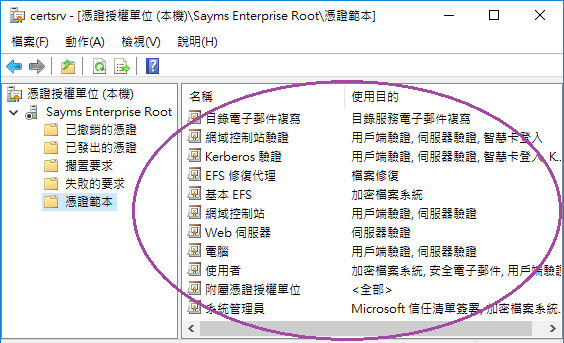 certsrv - [憑證授權單位 (本機)\Sayms Enterprise Root\憑證範本]
檔案(F) 動作(A) 檢視(V) 說明(H)
憑證授權單位 (本機)
Sayms Enterprise Root
已撤銷的憑證
已發出的憑證
擱置要求
失敗的要求
憑證範本
名稱 使用目的
目錄電子郵件複寫 目錄服務電子郵件複寫
網域控制站驗證 用戶端驗證, 伺服器驗證, 智慧卡登入
Kerberos 驗證 用戶端驗證, 伺服器驗證, 智慧卡登入, K...
EFS 修復代理 檔案修復
基本 EFS 加密檔案系統
網域控制站 用戶端驗證, 伺服器驗證
Web 伺服器 伺服器驗證
電腦 用戶端驗證, 伺服器驗證
使用者 加密檔案系統, 安全電子郵件, 用戶端驗
附屬憑證授權單位 <全部>
系統管理員 Microsoft 信任清單簽署, 加密檔案系統...